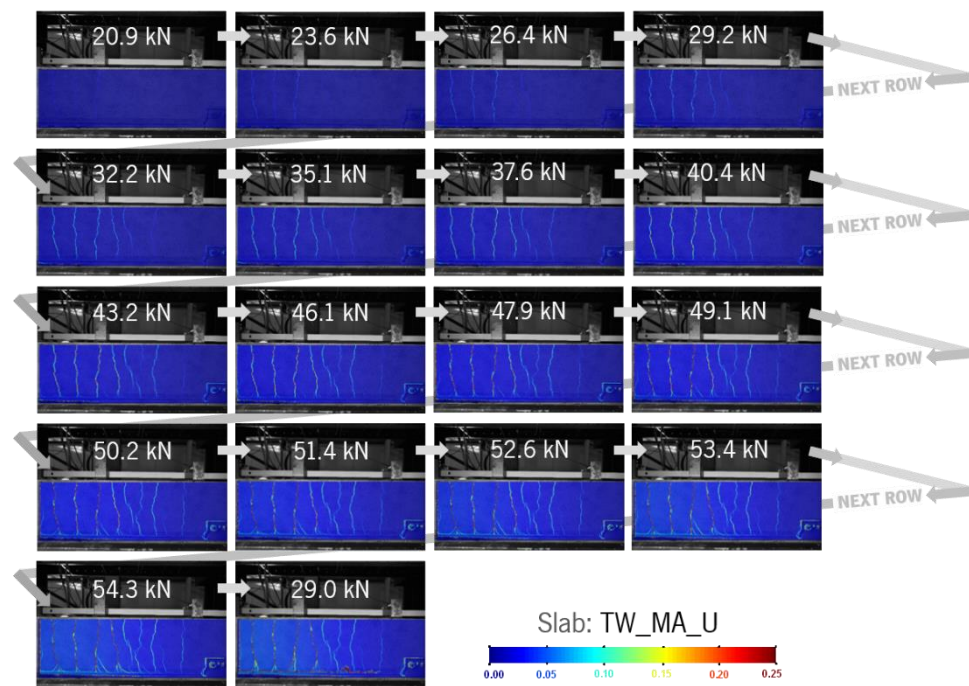 20.9 kN 23.6 kN 26.4 kN 29.2 kN
NEXT ROW
32.2 kN 35.1 kN 37.6 kN 40.4 kN
NEXT ROW
43.2 kN 46.1 kN 47.9 kN 49.1 kN
NEXT ROW
50.2 kN 51.4 kN 52.6 kN 53.4 kN
NEXT ROW
54.3 kN 29.0 kN
Slab: TW_MA_U
0.00 0.05 0.10 0.15 0.20 0.25